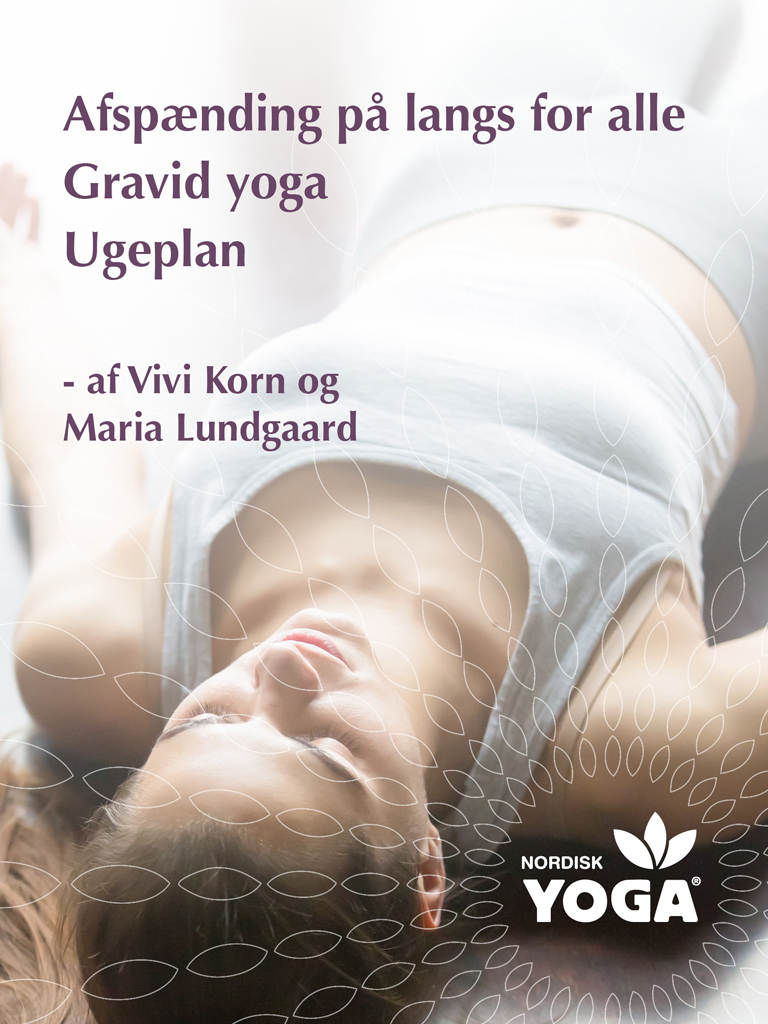 Afspænding på langs for alle
Gravid yoga
Ugeplan
- af Vivi Korn og
Maria Lundgaard
NORDISK
YOGA®